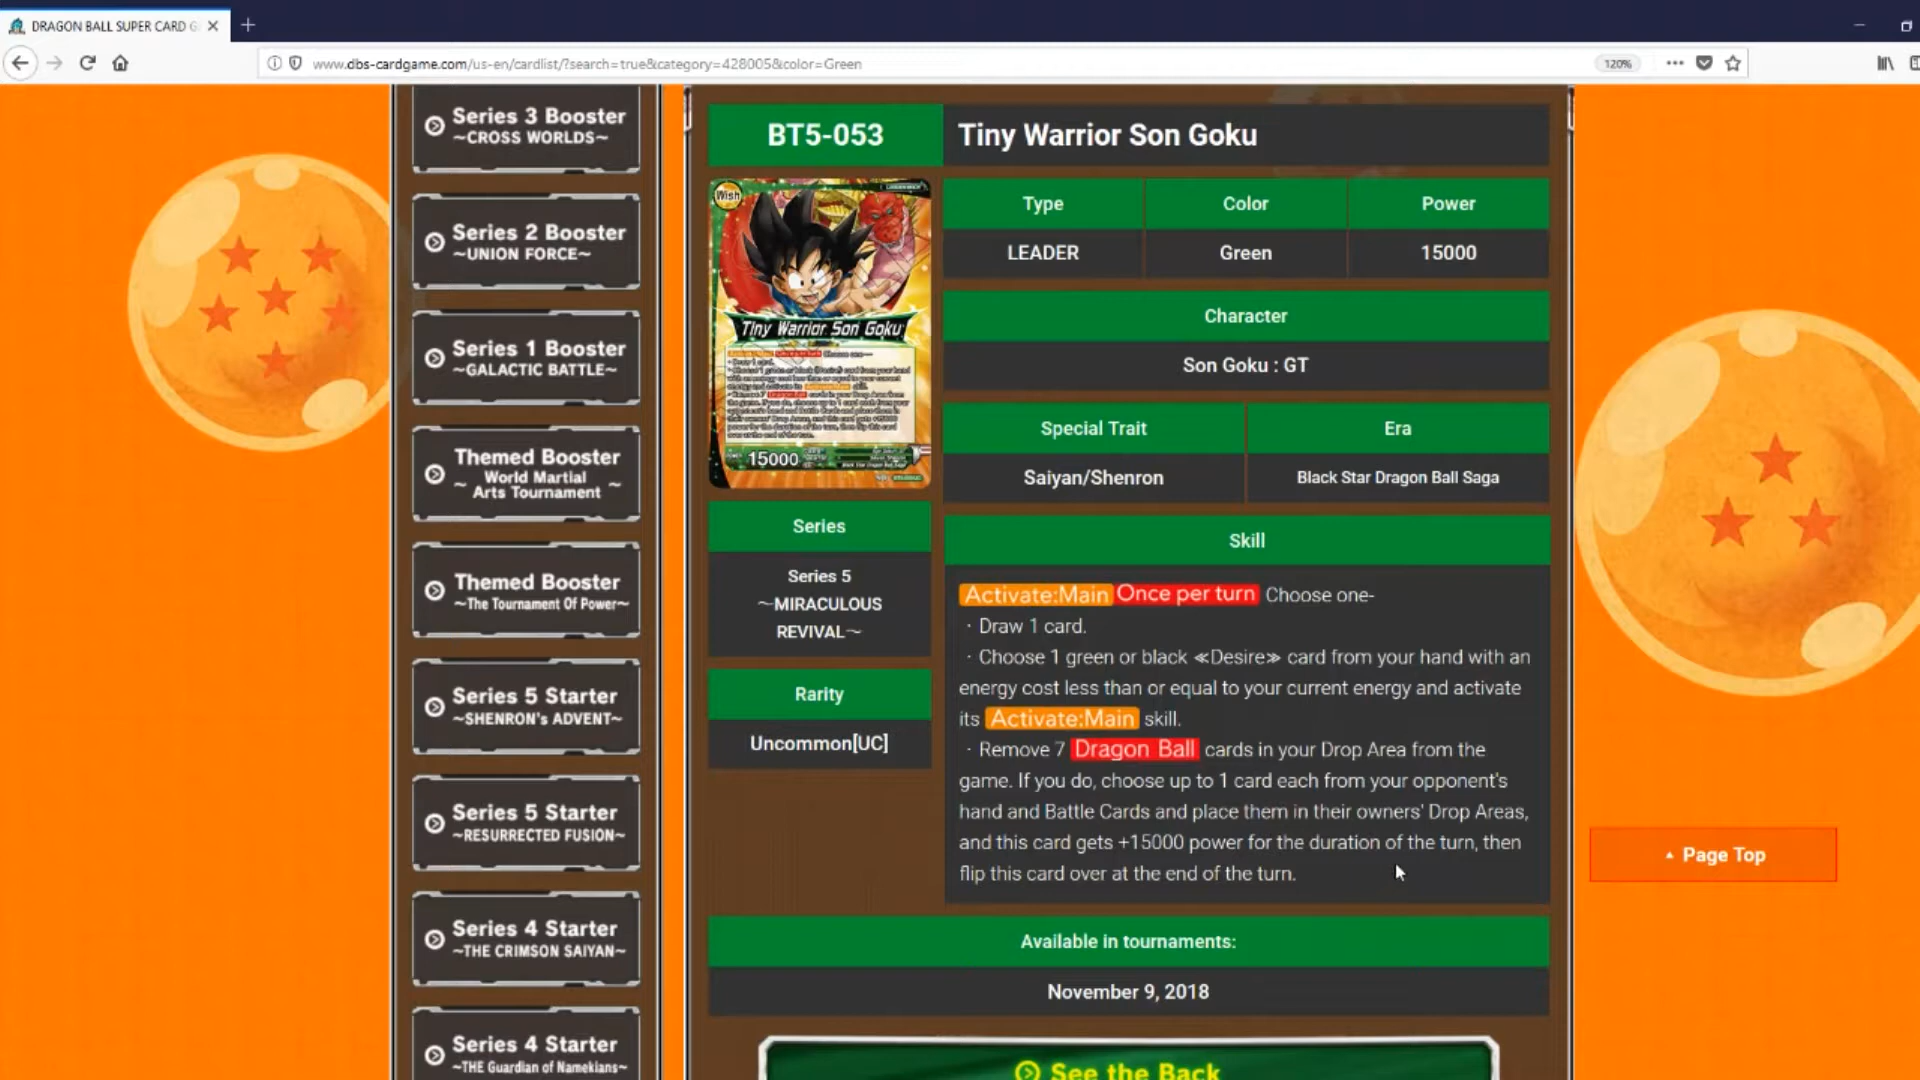 DRAGON BALL SUPER CARD G
www.dbs-cardgame.com/us-en/cardlist/?search=true&category=428005&color=Green
120%
Series 3 Booster
~CROSS WORLDS~
Series 2 Booster
~UNION FORCE~
Series 1 Booster
~GALACTIC BATTLE~
Themed Booster
~ World Martial Arts Tournament ~
Themed Booster
~The Tournament Of Power~
Series 5 Starter
~SHENRON's ADVENT~
Series 5 Starter
~RESURRECTED FUSION~
Series 4 Starter
~THE CRIMSON SAIYAN~
Series 4 Starter
~THE Guardian of Namekians~
BT5-053
Tiny Warrior Son Goku
Wish
Tiny Warrior Son Goku
15000
Type
Color
Power
LEADER
Green
15000
Character
Son Goku : GT
Special Trait
Era
Saiyan/Shenron
Black Star Dragon Ball Saga
Series
Series 5
~MIRACULOUS
REVIVAL~
Rarity
Uncommon[UC]
Skill
Activate:Main Once per turn Choose one-
・Draw 1 card.
・Choose 1 green or black ≪Desire≫ card from your hand with an
energy cost less than or equal to your current energy and activate
its Activate:Main skill.
・Remove 7 Dragon Ball cards in your Drop Area from the
game. If you do, choose up to 1 card each from your opponent's
hand and Battle Cards and place them in their owners' Drop Areas,
and this card gets +15000 power for the duration of the turn, then
flip this card over at the end of the turn.
Available in tournaments:
November 9, 2018
See the Back
Page Top